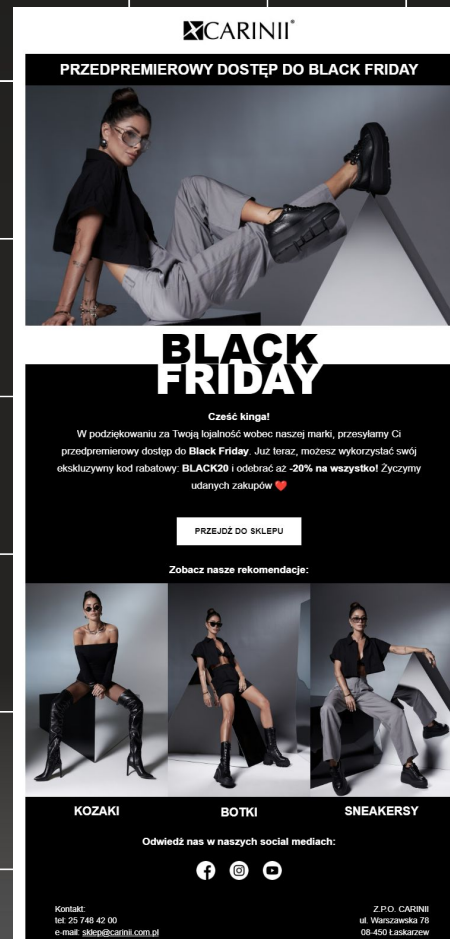 CARINII®
PRZEDPREMIEROWY DOSTĘP DO BLACK FRIDAY
BLACK
FRIDAY
Cześć kinga!
W podziękowaniu za Twoją lojalność wobec naszej marki, przesyłamy Ci
przedpremierowy dostęp do Black Friday. Już teraz, możesz wykorzystać swój
ekskluzywny kod rabatowy: BLACK20 i odebrać aż -20% na wszystko! Życzymy
udanych zakupów ❤️
PRZEJDŹ DO SKLEPU
Zobacz nasze rekomendacje:
KOZAKI
BOTKI
SNEAKERSY
Odwiedź nas w naszych social mediach:
Kontakt:
tel: 25 748 42 00
e-mail: sklep@carinii.com.pl
Z.P.O. CARINII
ul. Warszawska 78
08-450 Łaskarzew